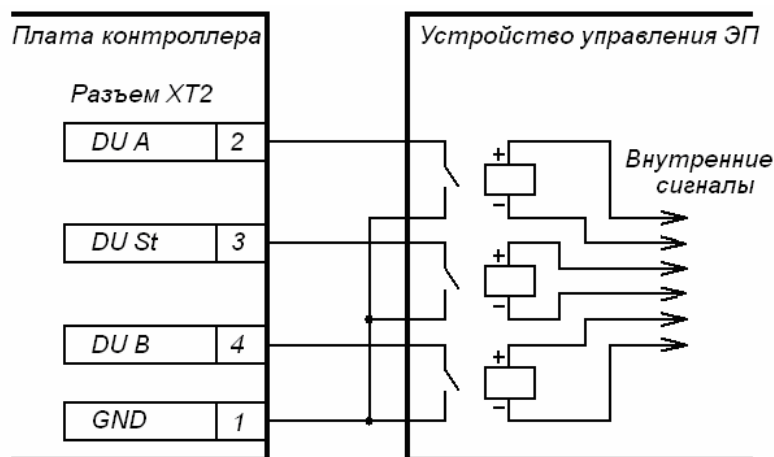 Плата контроллера
Устройство управления ЭП
Разъем XT2
DU A 2
+
−
Внутренние
сигналы
DU St 3
+
−
DU B 4
+
−
GND 1